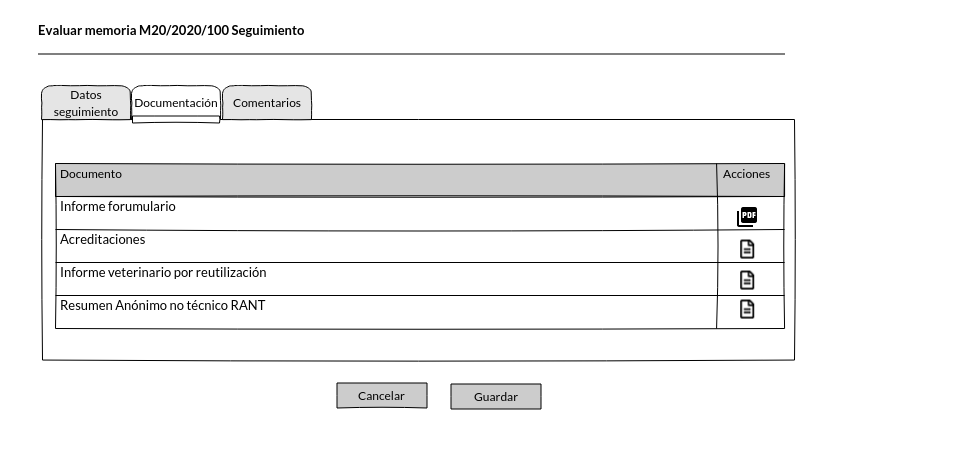 Evaluar memoria M20/2020/100 Seguimiento
Datos
seguimiento
Documentación
Comentarios
Documento
Acciones
Informe forumulario
PDF
Acreditaciones
Informe veterinario por reutilización
Resumen Anónimo no técnico RANT
Cancelar
Guardar